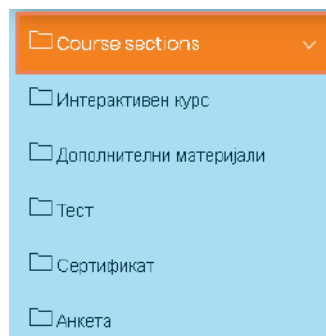 Course sections
Интерактивен курс
Дополнителни материјали
Тест
Сертификат
Анкета